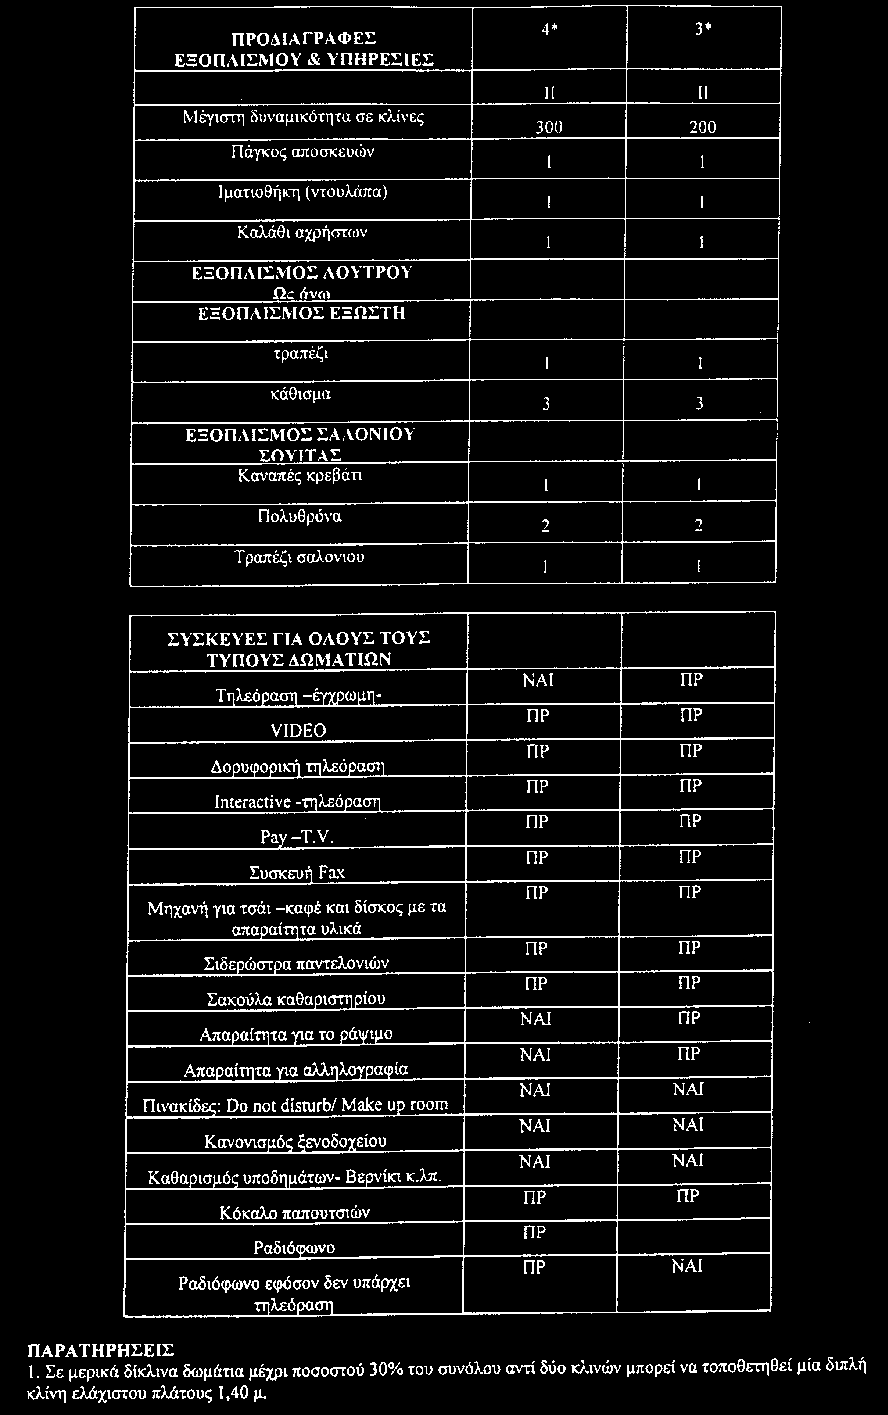 ΠΡΟΔΙΑΓΡΑΦΕΣ 4* 3*
ΕΞΟΠΛΙΣΜΟΥ & ΥΠΗΡΕΣΙΕΣ
ΙΙ ΙΙ
Μέγιστη δυναμικότητα σε κλίνες 300 200
Πάγκος αποσκευών 1 1
Ιματιοθήκη (ντουλάπα) 1 1
Καλάθι αχρήστων 1 1
ΕΞΟΠΛΙΣΜΟΣ ΛΟΥΤΡΟΥ
Ως άνω
ΕΞΟΠΛΙΣΜΟΣ ΕΞΩΣΤΗ
τραπέζι 1 1
κάθισμα 3 3
ΕΞΟΠΛΙΣΜΟΣ ΣΑΛΟΝΙΟΥ
ΣΟΥΙΤΑΣ
Καναπές κρεβάτι 1 1
Πολυθρόνα 2 2
Τραπέζι σαλονιου 1 1
ΣΥΣΚΕΥΕΣ ΓΙΑ ΟΛΟΥΣ ΤΟΥΣ
ΤΥΠΟΥΣ ΔΩΜΑΤΙΩΝ
Τηλεόραση –έγχρωμη- ΝΑΙ ΠΡ
VIDEO ΠΡ ΠΡ
Δορυφορική τηλεόραση ΠΡ ΠΡ
Interactive -τηλεόραση ΠΡ ΠΡ
Pay –T.V. ΠΡ ΠΡ
Συσκευή Fax ΠΡ ΠΡ
Μηχανή για τσάι –καφέ και δίσκος με τα ΠΡ ΠΡ
απαραίτητα υλικά
Σιδερώστρα παντελονιών ΠΡ ΠΡ
Σακούλα καθαριστηρίου ΠΡ ΠΡ
Απαραίτητα για το ράψιμο ΝΑΙ ΠΡ
Απαραίτητα για αλληλογραφία ΝΑΙ ΠΡ
Πινακίδες: Do not disturb/ Make up room ΝΑΙ ΝΑΙ
Κανονισμός ξενοδοχείου ΝΑΙ ΝΑΙ
Καθαρισμός υποδημάτων- Βερνίκι κ.λπ. ΝΑΙ ΝΑΙ
Κόκαλο παπουτσιών ΠΡ ΠΡ
Ραδιόφωνο ΠΡ
Ραδιόφωνο εφόσον δεν υπάρχει ΠΡ ΝΑΙ
τηλεόραση
ΠΑΡΑΤΗΡΗΣΕΙΣ
1. Σε μερικά δίκλινα δωμάτια μέχρι ποσοστού 30% του συνόλου αντί δύο κλινών μπορεί να τοποθετηθεί μία διπλή
κλίνη ελάχιστου πλάτους 1,40 μ.